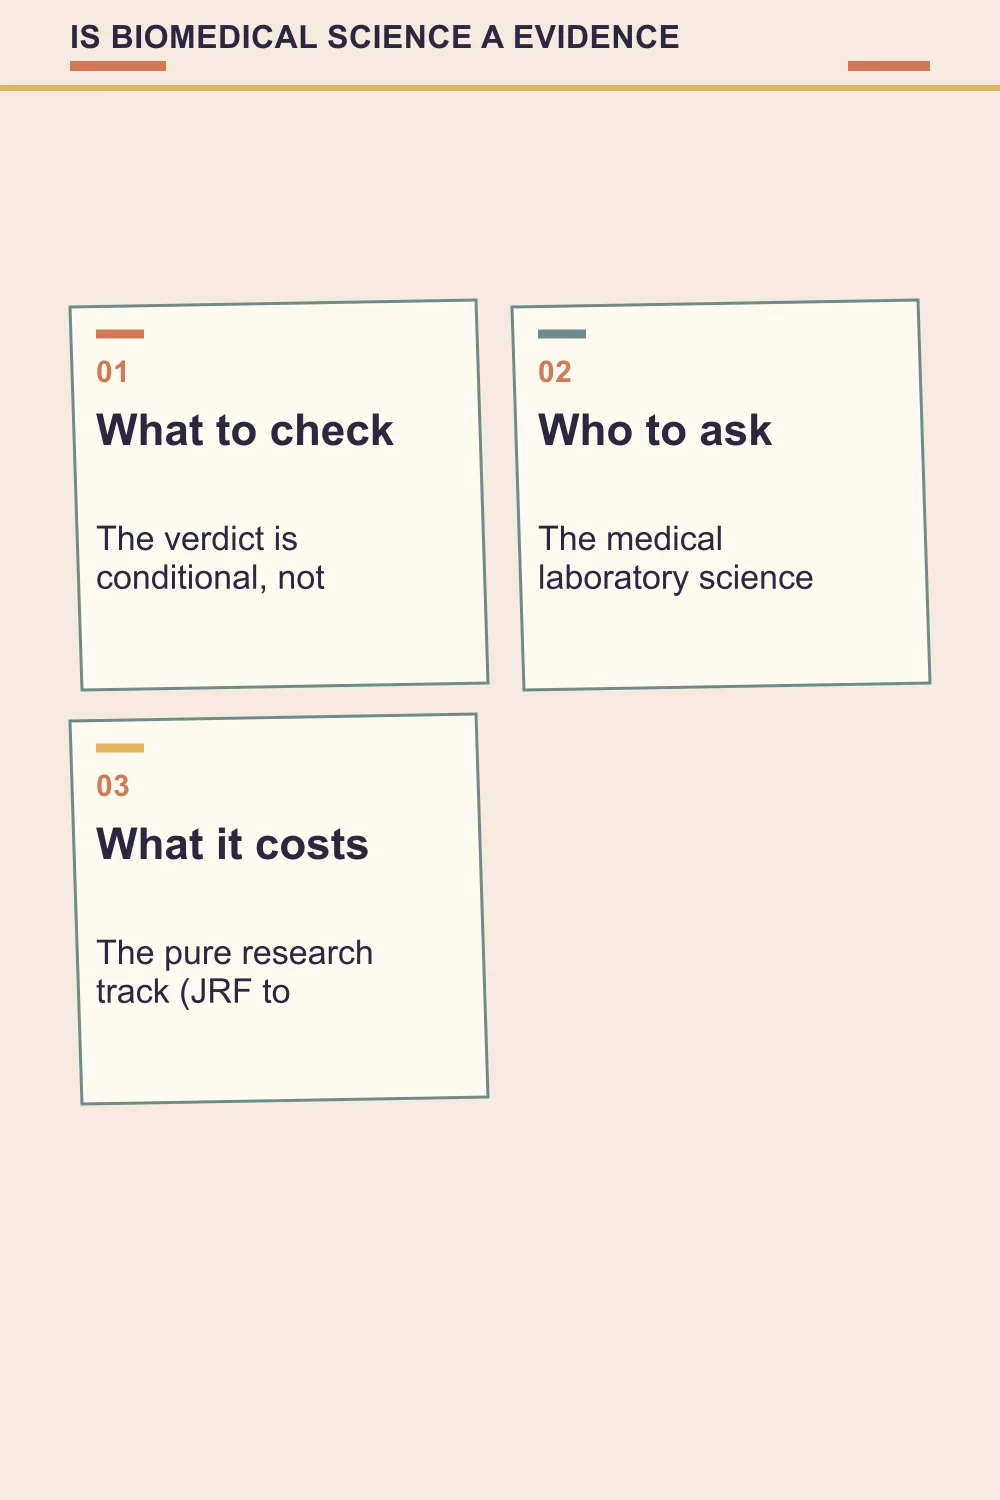 IS BIOMEDICAL SCIENCE A EVIDENCE
01
What to check
The verdict is
conditional, not
02
Who to ask
The medical
laboratory science
03
What it costs
The pure research
track (JRF to